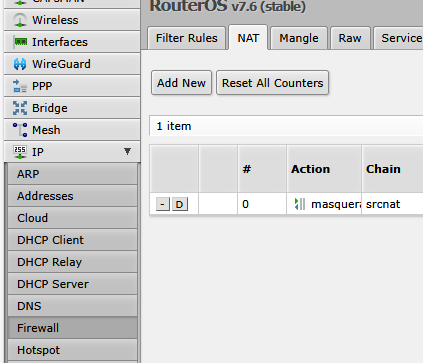 RouterOS v7.6 (stable)
Wireless
Interfaces
WireGuard
PPP
Bridge
Mesh
IP
ARP
Addresses
Cloud
DHCP Client
DHCP Relay
DHCP Server
DNS
Firewall
Hotspot
Filter Rules NAT Mangle Raw Service
Add New Reset All Counters
1 item
# Action Chain
- D 0 masquera srcnat